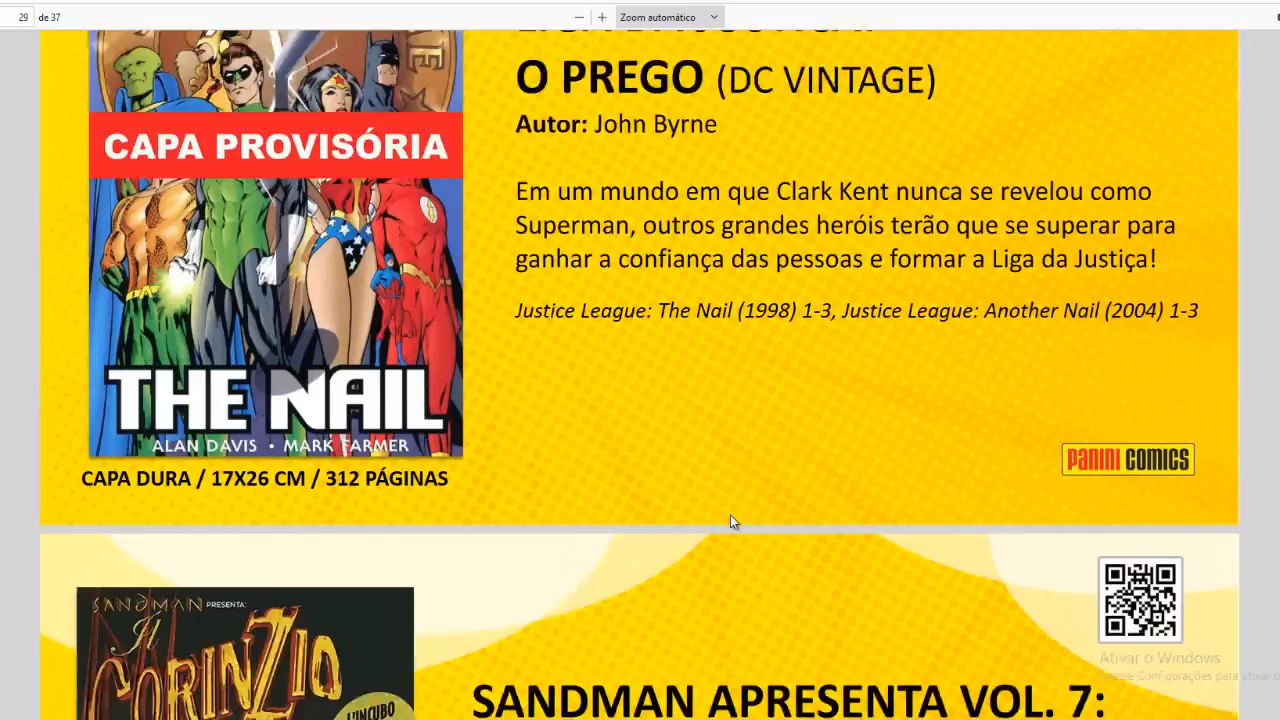 29 de 37
Zoom automático
O PREGO (DC VINTAGE)
Autor: John Byrne
CAPA PROVISÓRIA
Em um mundo em que Clark Kent nunca se revelou como
Superman, outros grandes heróis terão que se superar para
ganhar a confiança das pessoas e formar a Liga da Justiça!
Justice League: The Nail (1998) 1-3, Justice League: Another Nail (2004) 1-3
THE NAIL
ALAN DAVIS • MARK FARMER
CAPA DURA / 17X26 CM / 312 PÁGINAS
PANINI COMICS
SANDMAN PRESENTA:
Il
CORINZIO
L'INCUBO
Ativar o Windows
SANDMAN APRESENTA VOL. 7: